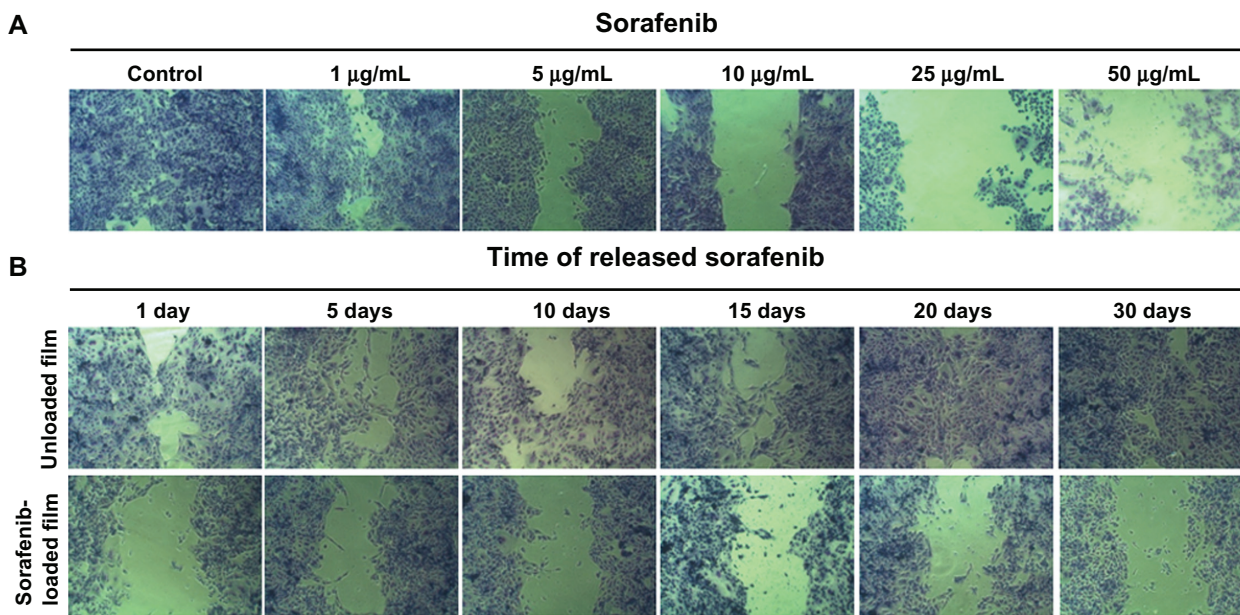 A
Sorafenib
Control 1 μg/mL 5 μg/mL 10 μg/mL 25 μg/mL 50 μg/mL
B
Time of released sorafenib
1 day 5 days 10 days 15 days 20 days 30 days
Unloaded film
Sorafenib-
loaded film